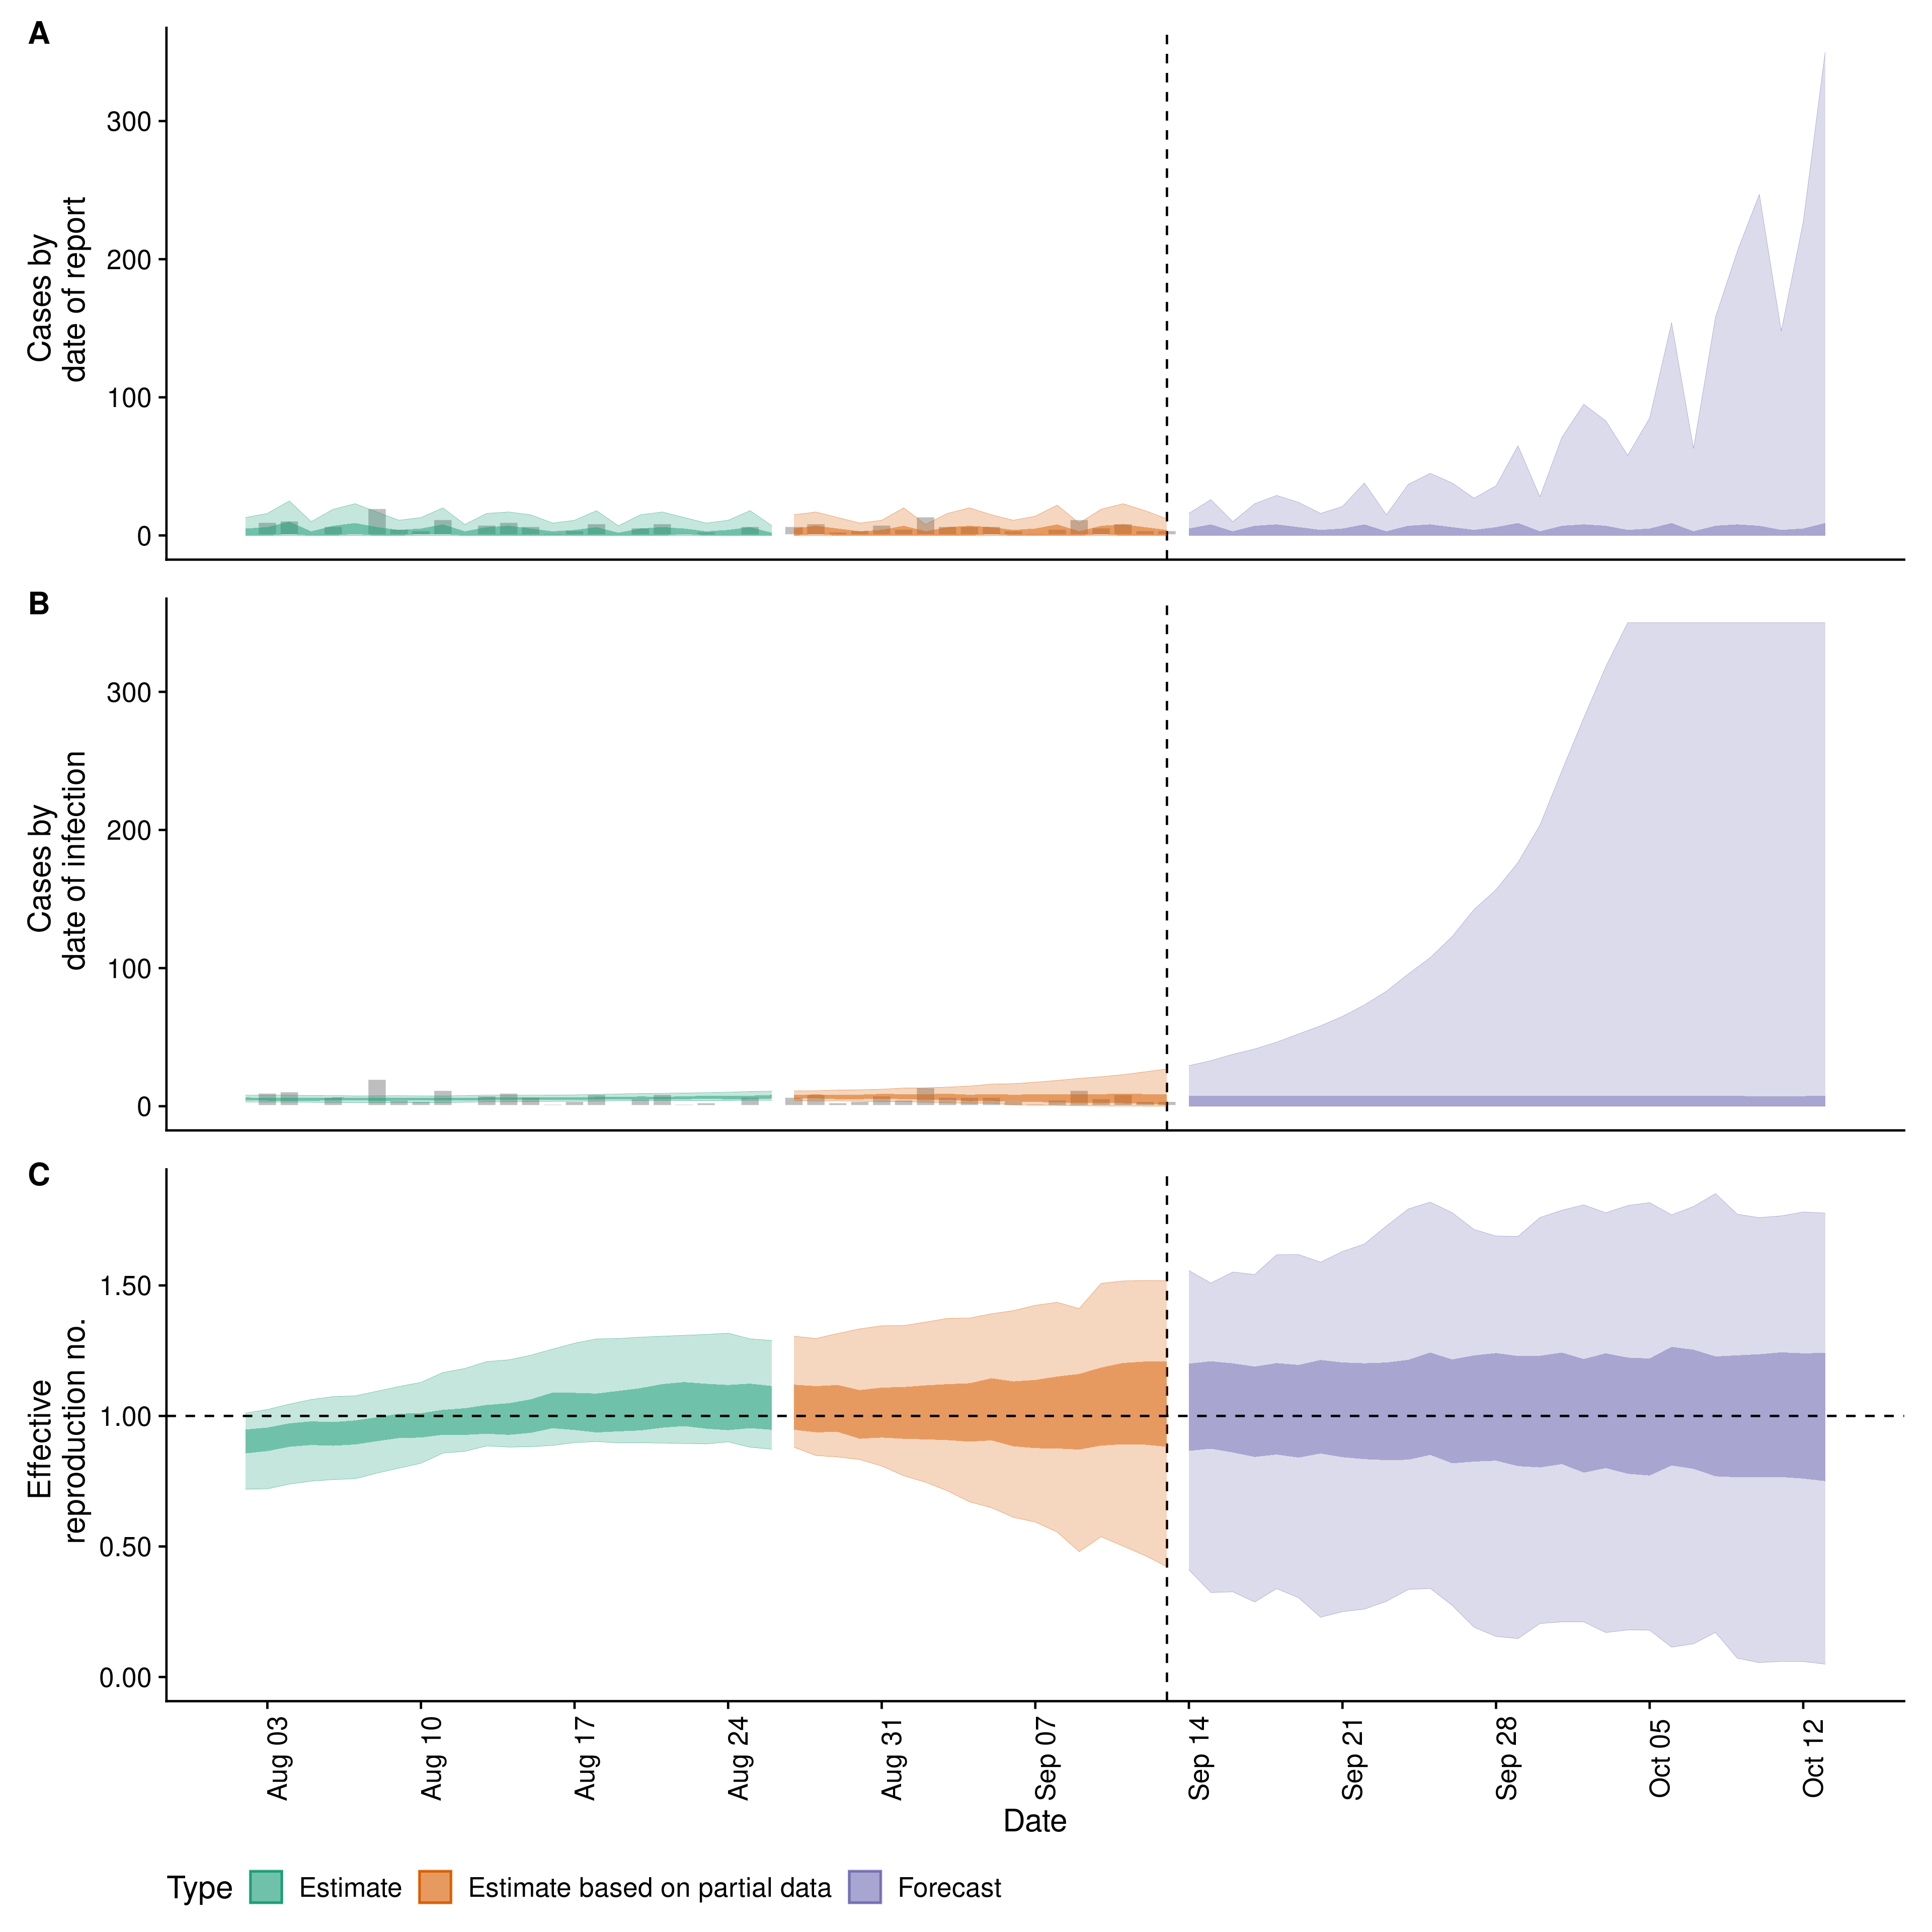 A
Cases by
date of report
300
200
100
0
B
Cases by
date of infection
300
200
100
0
C
Effective
reproduction no.
1.50
1.00
0.50
0.00
Aug 03
Aug 10
Aug 17
Aug 24
Aug 31
Sep 07
Sep 14
Sep 21
Sep 28
Oct 05
Oct 12
Date
Type Estimate Estimate based on partial data Forecast